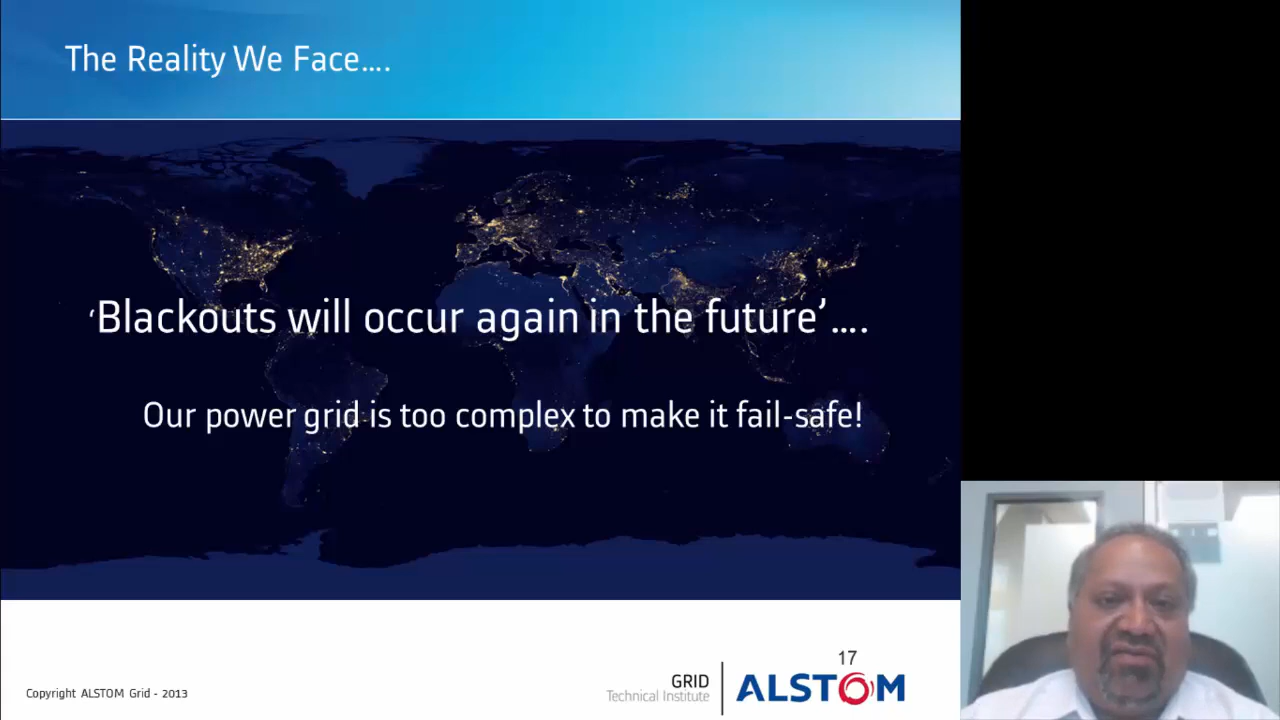 The Reality We Face....
‘Blackouts will occur again in the future’....
Our power grid is too complex to make it fail-safe!
17
Copyright ALSTOM Grid - 2013
GRID
Technical Institute
ALSTOM